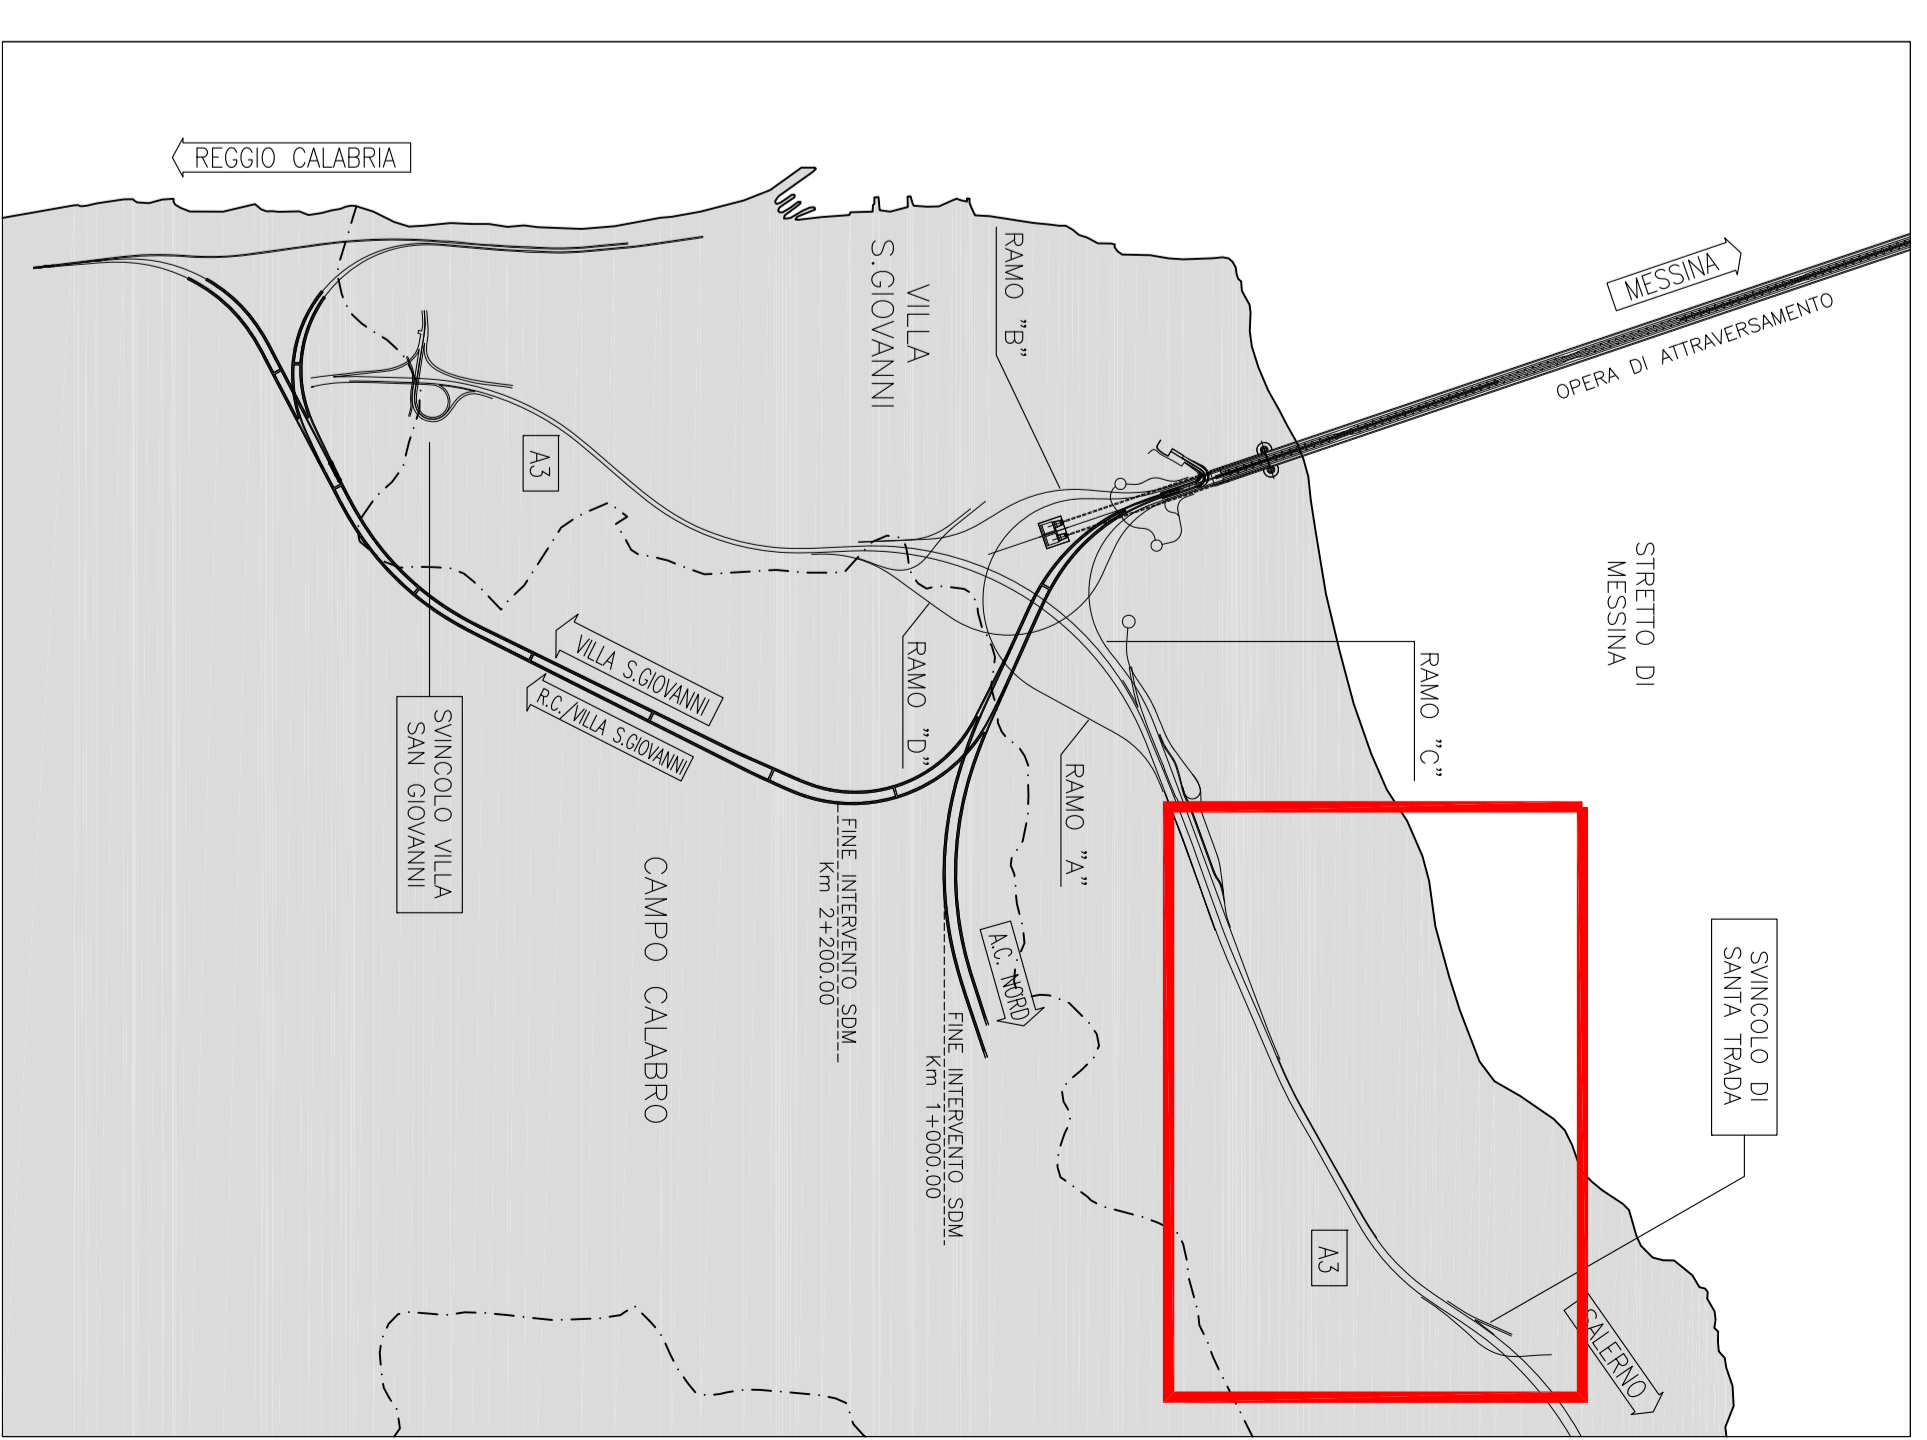 REGGIO CALABRIA
VILLA
S.GIOVANNI
RAMO "B"
MESSINA
OPERA DI ATTRAVERSAMENTO
STRETTO DI
MESSINA
A3
VILLA S.GIOVANNI
R.C./VILLA S.GIOVANNI
RAMO "D"
RAMO "A"
RAMO "C"
SVINCOLO VILLA
SAN GIOVANNI
CAMPO CALABRO
FINE INTERVENTO SDM
Km 2+200.00
A.C. NORD
FINE INTERVENTO SDM
Km 1+000.00
SVINCOLO DI
SANTA TRADA
A3
SALERNO